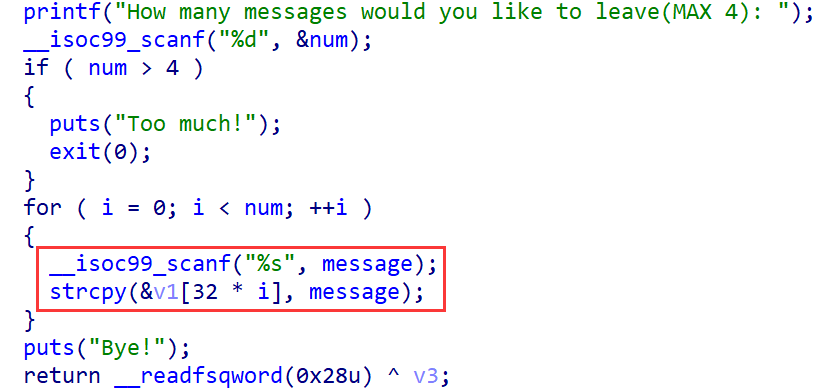 printf("How many messages would you like to leave(MAX 4): ");
__isoc99_scanf("%d", &num);
if ( num > 4 )
{
puts("Too much!");
exit(0);
}
for ( i = 0; i < num; ++i )
{
__isoc99_scanf("%s", message);
strcpy(&v1[32 * i], message);
}
puts("Bye!");
return __readfsqword(0x28u) ^ v3;